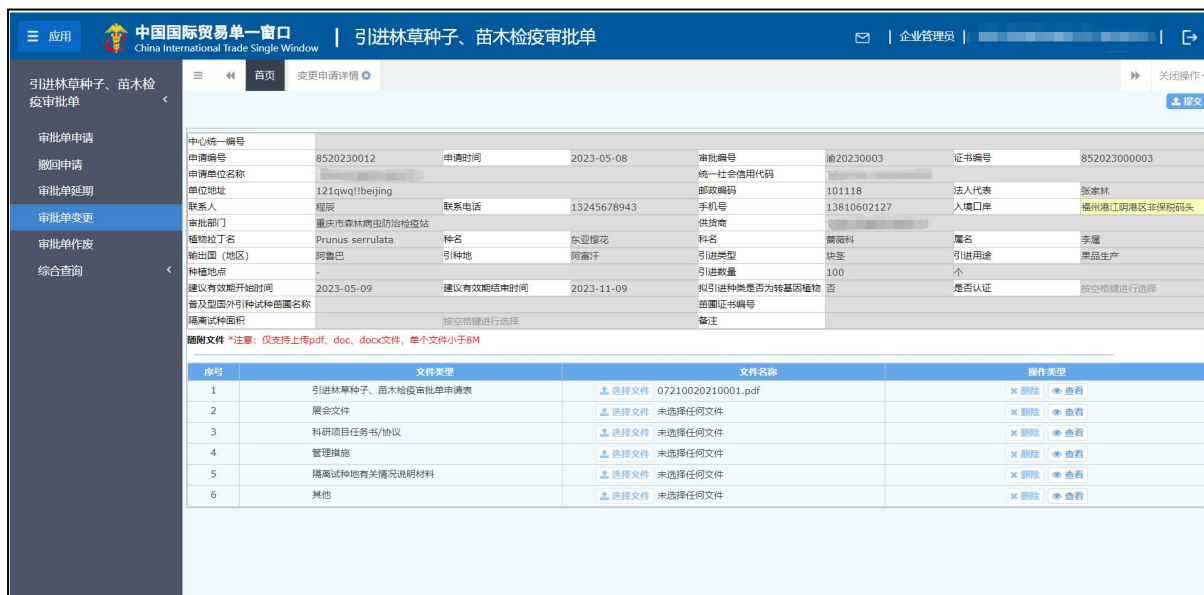 应用 中国国际贸易单一窗口 | 引进林草种子、苗木检疫审批单 | 企业管理员 | |
China International Trade Single Window
引进林草种子、苗木检疫审批单
审批单申请
撤回申请
审批单延期
审批单变更
审批单作废
综合查询
首页 变更申请详情 关闭操作
提交
中心统一编号
申请编号 8520230012 申请时间 2023-05-08 审批编号 渝20230003 证书编号 852023000003
申请单位名称 统一社会信用代码
单位地址 121qwq!!beijing 邮政编码 101118 法人代表 张家林
联系人 程辰 联系电话 13245678943 手机号 13810602127 入境口岸 福州港江阴港区非保税码头
审批部门 重庆市森林病虫防治检疫站 供货商
植物拉丁名 Prunus serrulata 种名 东亚樱花 科名 蔷薇科 属名 李属
输出国（地区） 阿鲁巴 引种地 阿富汗 引进类型 块茎 引进用途 果品生产
种植地点 - 引进数量 100 个
建议有效期开始时间 2023-05-09 建议有效期结束时间 2023-11-09 拟引进种类是否为转基因植物 否 是否认证 按空格键进行选择
普及型国外引种试种苗圃名称 苗圃证书编号
隔离试种面积 按空格键进行选择 备注
随附文件 *注意：仅支持上传pdf、doc、docx文件，单个文件小于8M
序号 文件类型 文件名称 操作类型
1 引进林草种子、苗木检疫审批单申请表 选择文件 07210020210001.pdf 删除 查看
2 展会文件 选择文件 未选择任何文件 删除 查看
3 科研项目任务书/协议 选择文件 未选择任何文件 删除 查看
4 管理措施 选择文件 未选择任何文件 删除 查看
5 隔离试种地有关情况说明材料 选择文件 未选择任何文件 删除 查看
6 其他 选择文件 未选择任何文件 删除 查看